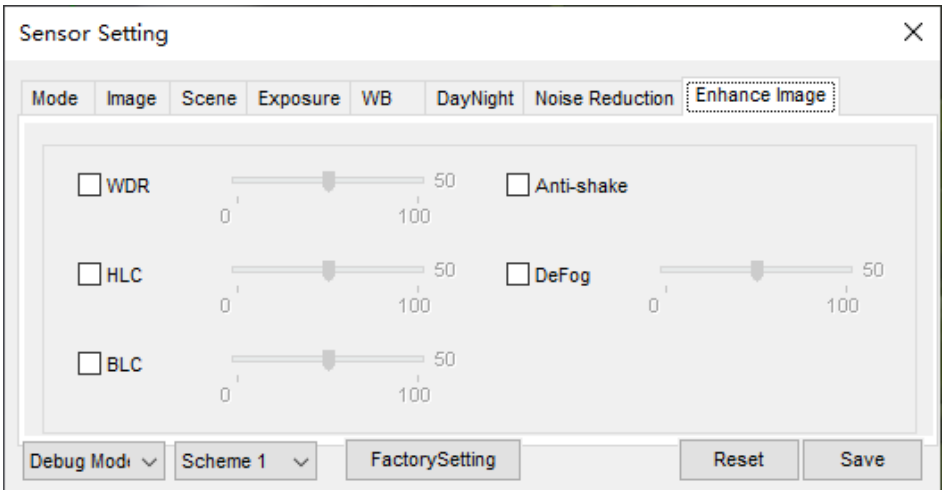 Sensor Setting
Mode Image Scene Exposure WB DayNight Noise Reduction Enhance Image
WDR 50 Anti-shake
0 100
HLC 50 DeFog 50
0 100 0 100
BLC 50
0 100
Debug Mod Scheme 1 FactorySetting Reset Save